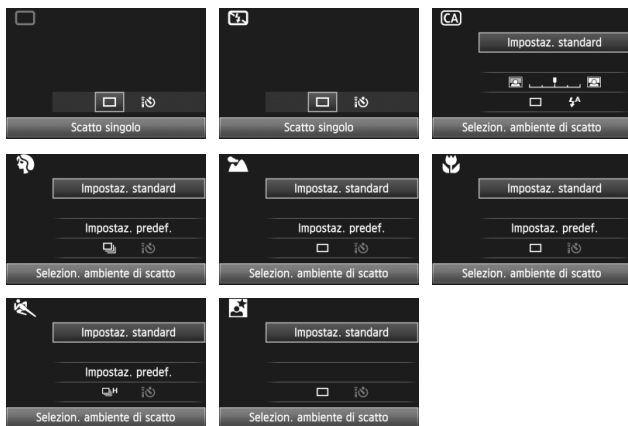 Scatto singolo
Scatto singolo
CA
Impostaz. standard
A
Selezion. ambiente di scatto
Impostaz. standard
Impostaz. predef.
Selezion. ambiente di scatto
Impostaz. standard
Impostaz. predef.
Selezion. ambiente di scatto
Impostaz. standard
Impostaz. predef.
Selezion. ambiente di scatto
Impostaz. standard
Impostaz. predef.
H
Selezion. ambiente di scatto
Impostaz. standard
Selezion. ambiente di scatto